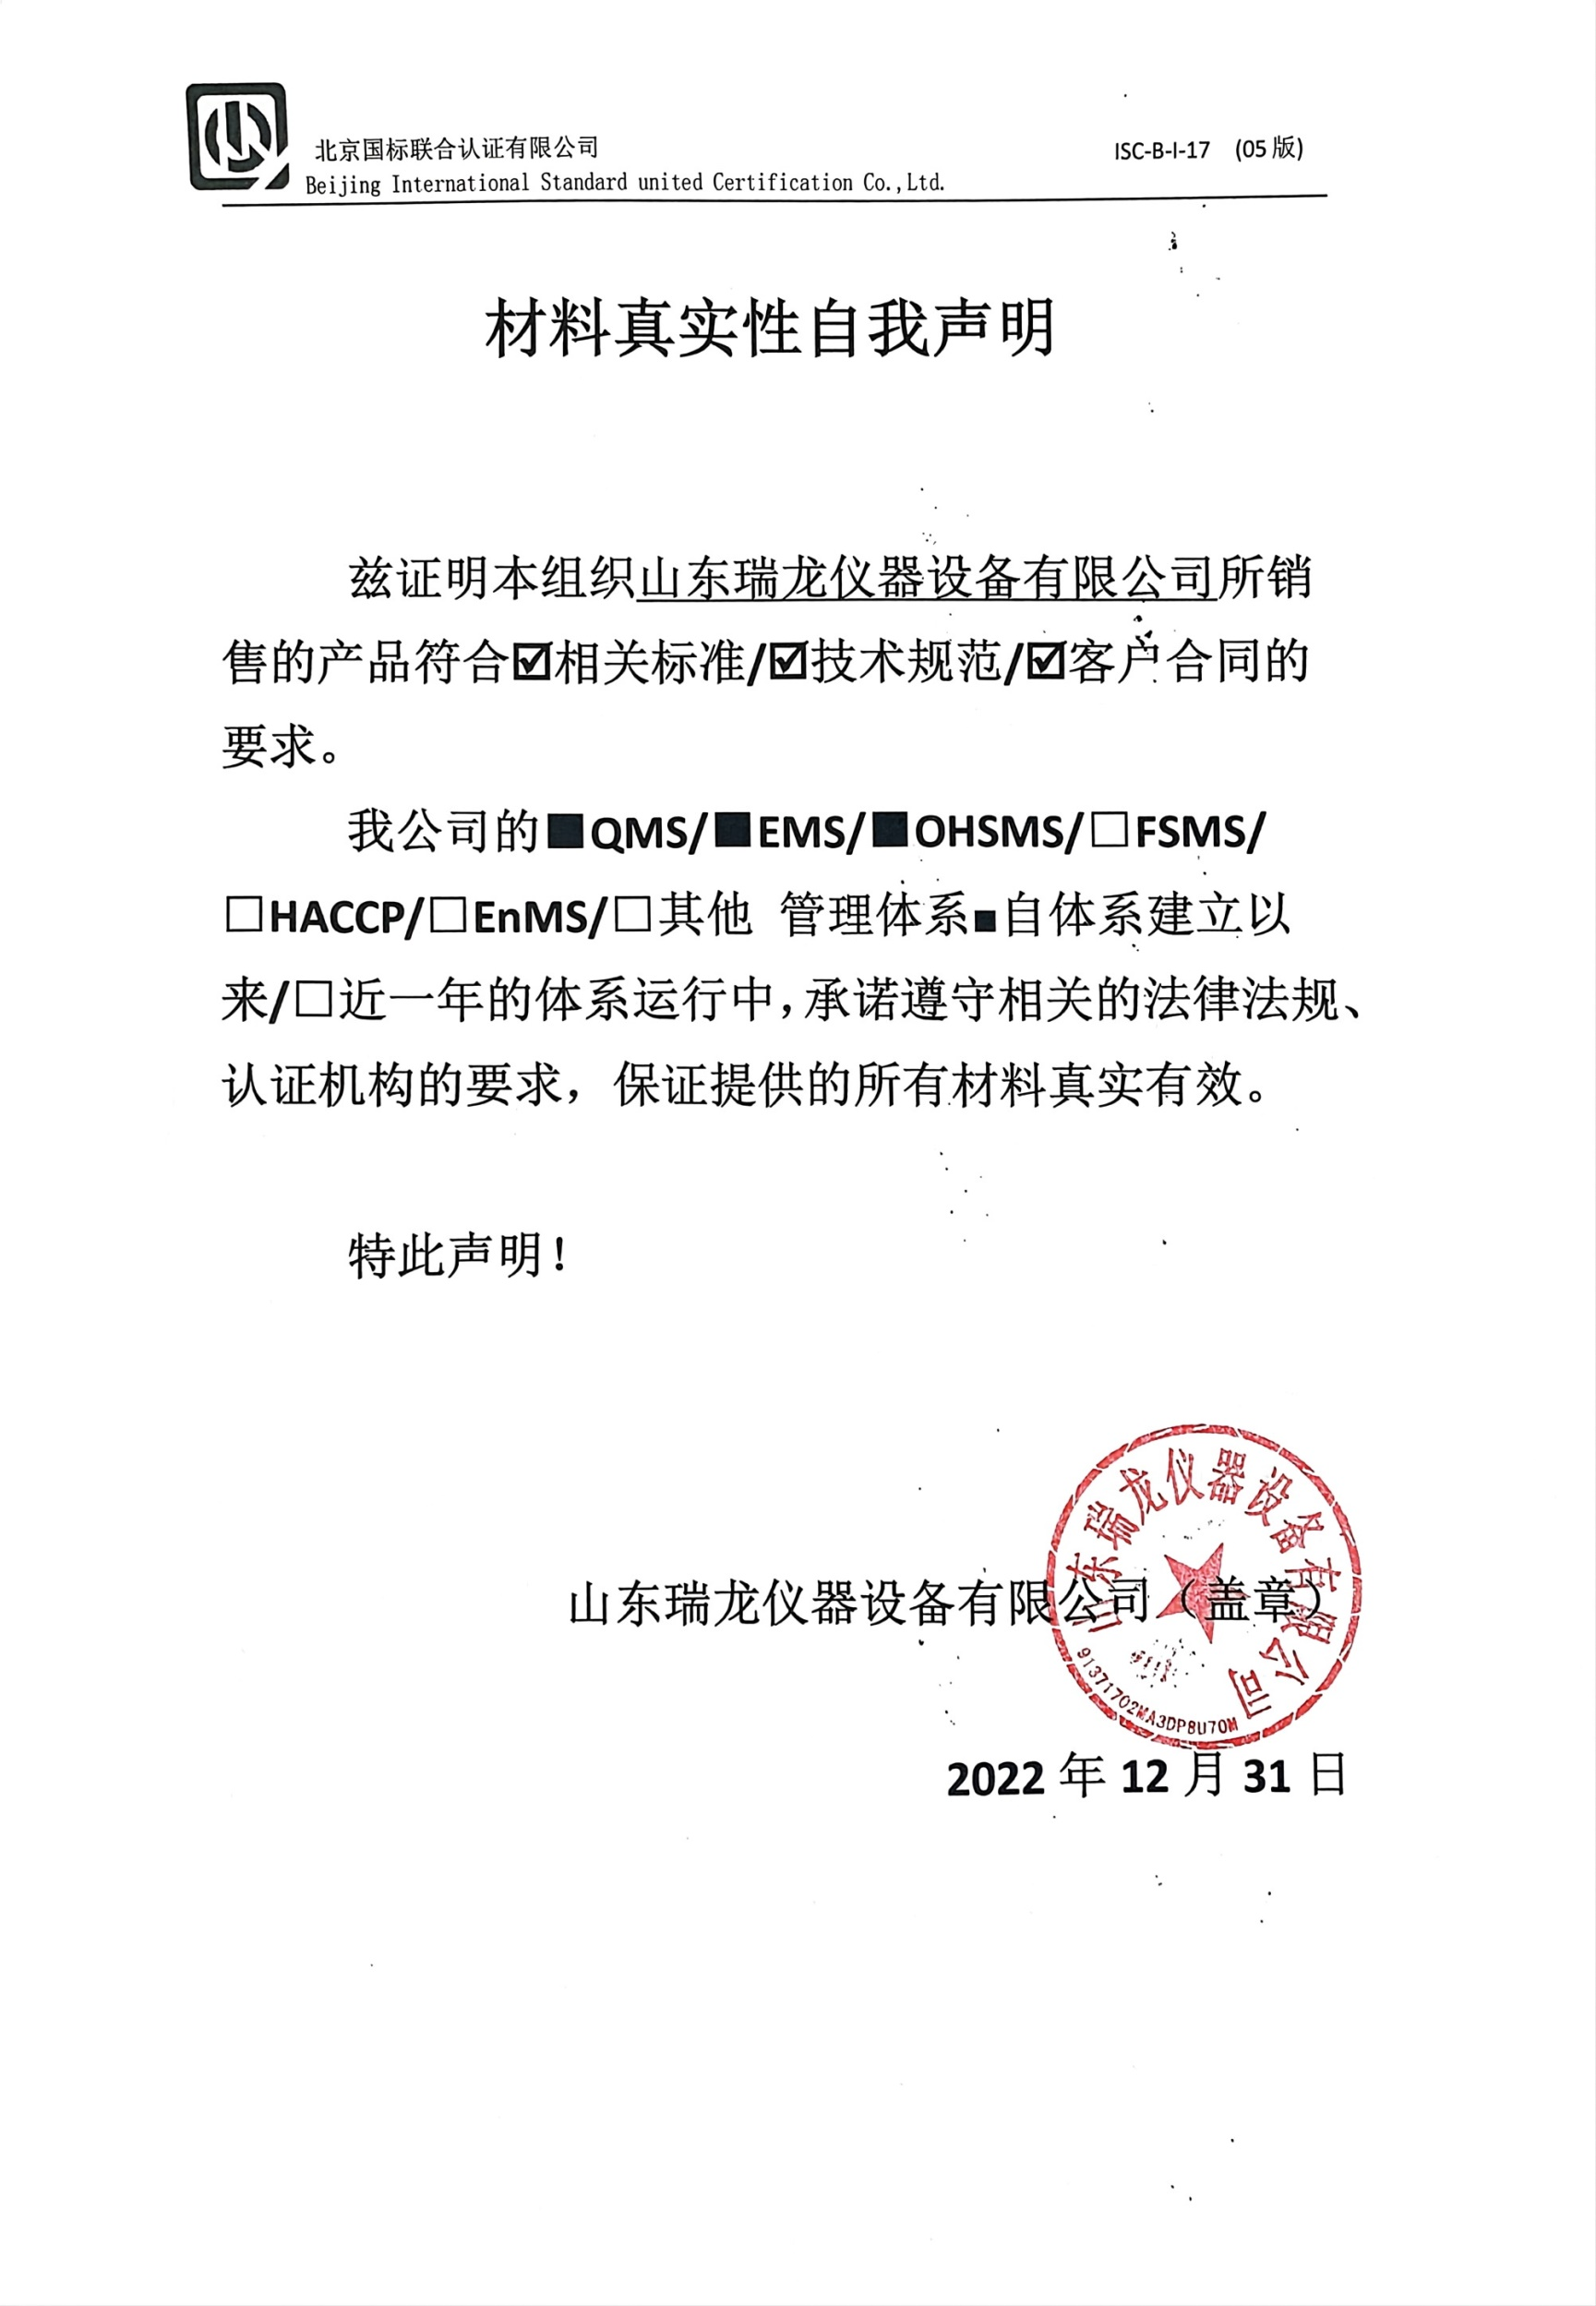 北京国标联合认证有限公司
ISC-B-I-17 (05版)
Beijing International Standard united Certification Co.,Ltd.
材料真实性自我声明
兹证明本组织山东瑞龙仪器设备有限公司所销
售的产品符合☑相关标准/☑技术规范/☑客户合同的
要求。
我公司的■QMS/■EMS/■OHSMS/□FSMS/
□HACCP/□EnMS/□其他 管理体系■自体系建立以
来/□近一年的体系运行中，承诺遵守相关的法律法规、
认证机构的要求，保证提供的所有材料真实有效。
特此声明！
山东瑞龙仪器设备有限公司（盖章）
山东瑞龙仪器设备有限公司
91371702MA3DP8U70M
2022 年 12 月 31 日